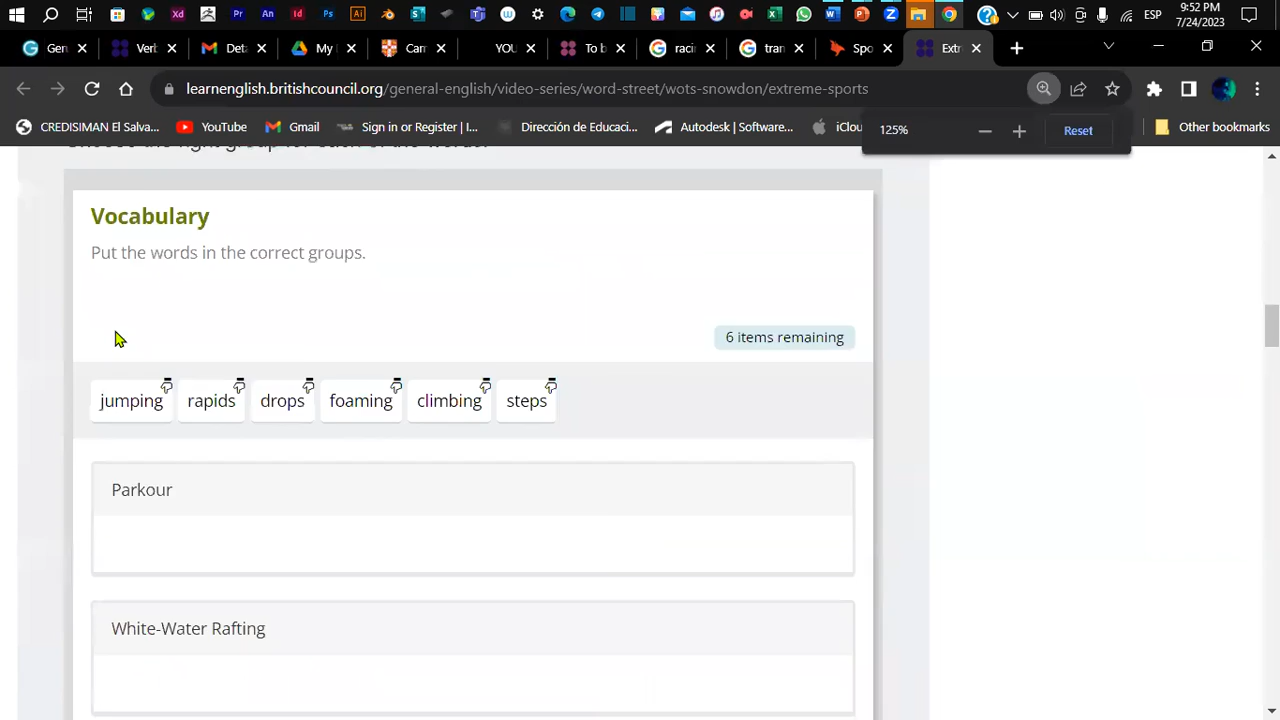 9:52 PM
ESP
7/24/2023
Ger
Verb
Deta
My
Can
YOU
To b
raci
tran
Spo
Extr
learnenglish.britishcouncil.org/general-english/video-series/word-street/wots-snowdon/extreme-sports
CREDISIMAN El Salva...
YouTube
Gmail
Sign in or Register | I...
Dirección de Educaci...
Autodesk | Software...
iClou
Other bookmarks
125%
Reset
Vocabulary
Put the words in the correct groups.
6 items remaining
jumping
rapids
drops
foaming
climbing
steps
Parkour
White-Water Rafting